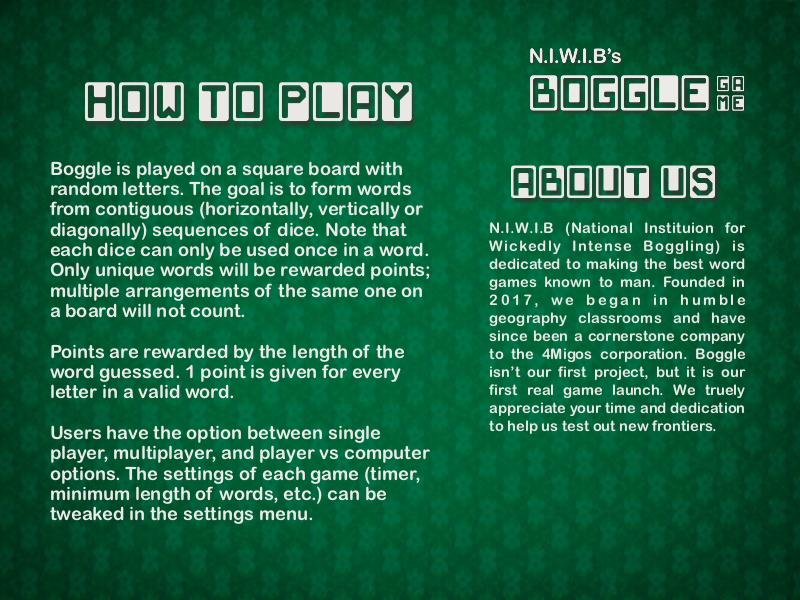 HOW TO PLAY
Boggle is played on a square board with
random letters. The goal is to form words
from contiguous (horizontally, vertically or
diagonally) sequences of dice. Note that
each dice can only be used once in a word.
Only unique words will be rewarded points;
multiple arrangements of the same one on
a board will not count.
Points are rewarded by the length of the
word guessed. 1 point is given for every
letter in a valid word.
Users have the option between single
player, multiplayer, and player vs computer
options. The settings of each game (timer,
minimum length of words, etc.) can be
tweaked in the settings menu.
N.I.W.I.B's
BOGGLE GAME
ABOUT US
N.I.W.I.B (National Instituion for
Wickedly Intense Boggling) is
dedicated to making the best word
games known to man. Founded in
2017, we began in humble
geography classrooms and have
since been a cornerstone company
to the 4Migos corporation. Boggle
isn't our first project, but it is our
first real game launch. We truely
appreciate your time and dedication
to help us test out new frontiers.